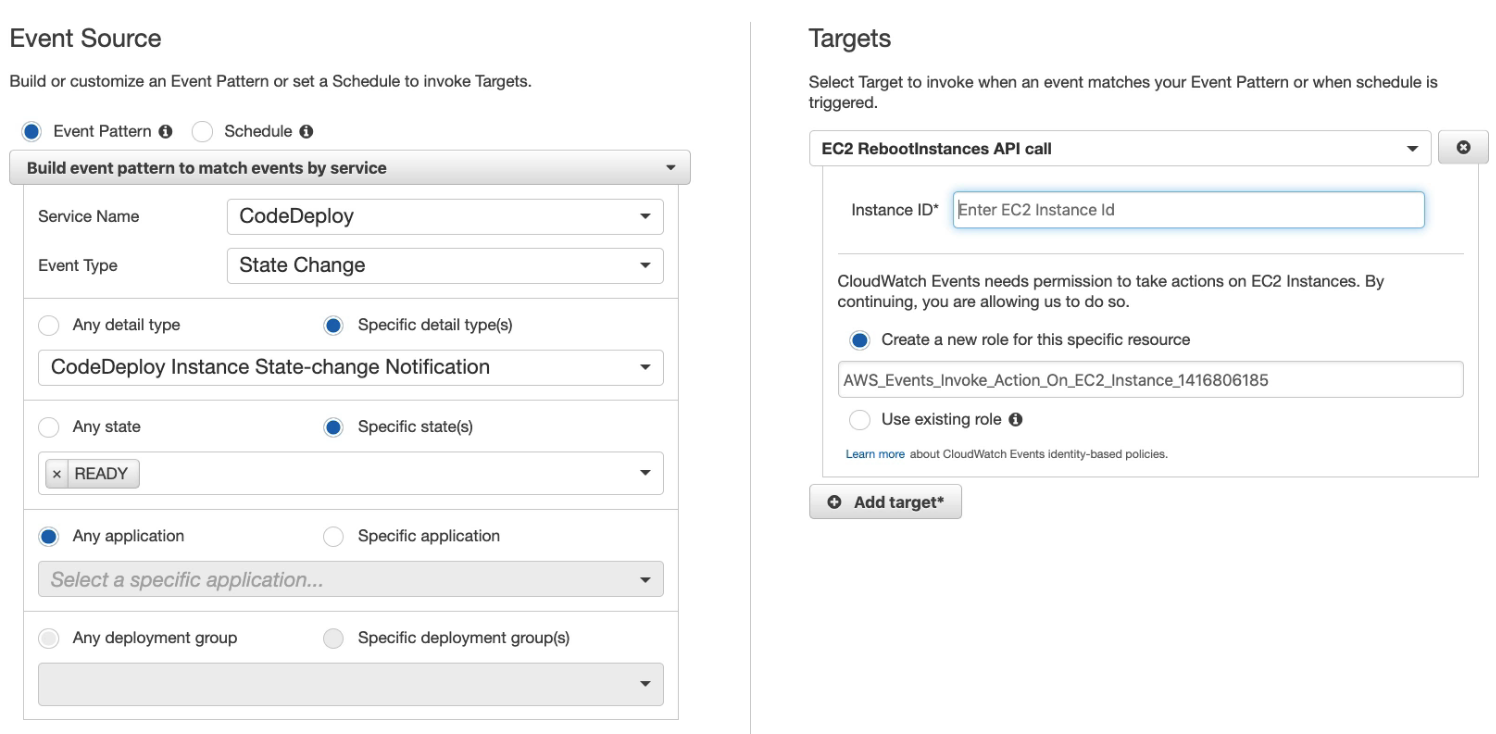 Event Source
Build or customize an Event Pattern or set a Schedule to invoke Targets.
Event Pattern Schedule
Build event pattern to match events by service
Service Name CodeDeploy
Event Type State Change
Any detail type Specific detail type(s)
CodeDeploy Instance State-change Notification
Any state Specific state(s)
× READY
Any application Specific application
Select a specific application...
Any deployment group Specific deployment group(s)
Targets
Select Target to invoke when an event matches your Event Pattern or when schedule is
triggered.
EC2 RebootInstances API call
Instance ID* Enter EC2 Instance Id
CloudWatch Events needs permission to take actions on EC2 Instances. By
continuing, you are allowing us to do so.
Create a new role for this specific resource
AWS_Events_Invoke_Action_On_EC2_Instance_1416806185
Use existing role
Learn more about CloudWatch Events identity-based policies.
Add target*